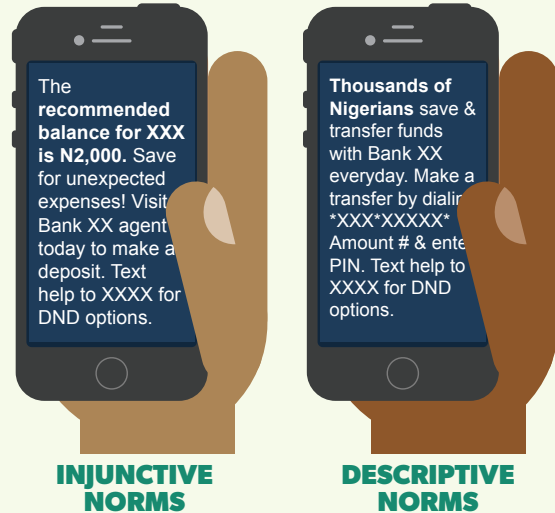 The
recommended
balance for XXX
is N2,000. Save
for unexpected
expenses! Visit
Bank XX agent
today to make a
deposit. Text
help to XXXX for
DND options.
INJUNCTIVE
NORMS
Thousands of
Nigerians save &
transfer funds
with Bank XX
everyday. Make a
transfer by dialin
*XXX*XXXXX*
Amount # & ente
PIN. Text help to
XXXX for DND
options.
DESCRIPTIVE
NORMS